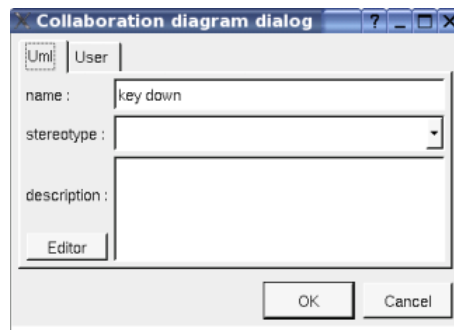 Collaboration diagram dialog
Uml User
name : key down
stereotype :
description :
Editor
OK Cancel